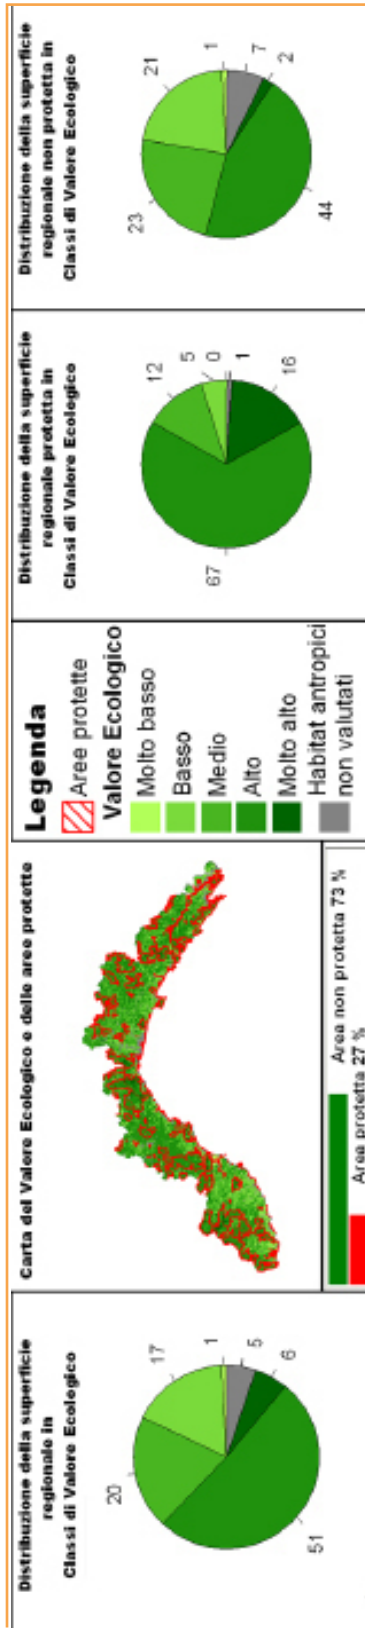 Distribuzione della superficie
regionale in
Classi di Valore Ecologico
1
17
20
5
6
51
Carta del Valore Ecologico e delle aree protette
Area non protetta 73 %
Area protetta 27 %
Legenda
Aree protette
Valore Ecologico
Molto basso
Basso
Medio
Alto
Molto alto
Habitat antropici
non valutati
Distribuzione della superficie
regionale protetta in
Classi di Valore Ecologico
12
5
0
1
16
67
Distribuzione della superficie
regionale non protetta in
Classi di Valore Ecologico
1
21
23
7
2
44